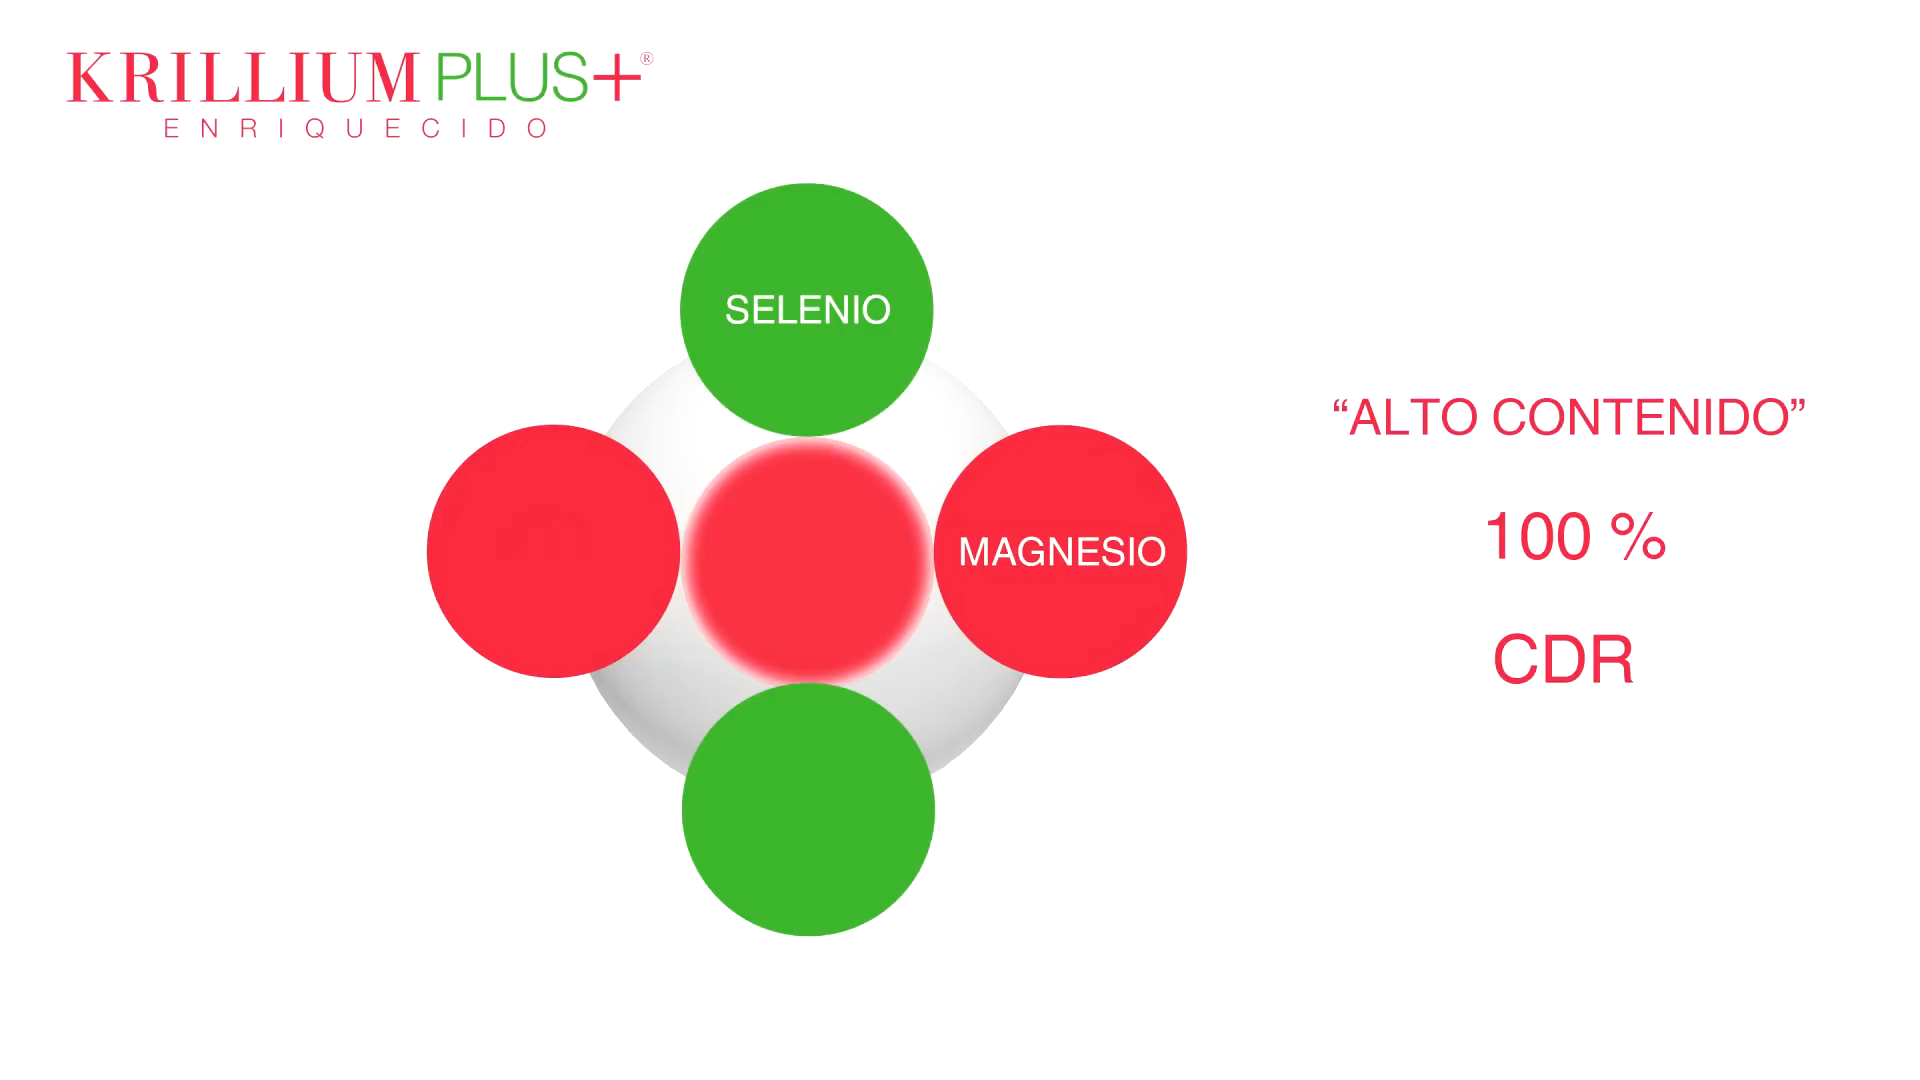 KRILLIUM PLUS+®
ENRIQUECIDO
SELENIO
MAGNESIO
“ALTO CONTENIDO”
100 %
CDR